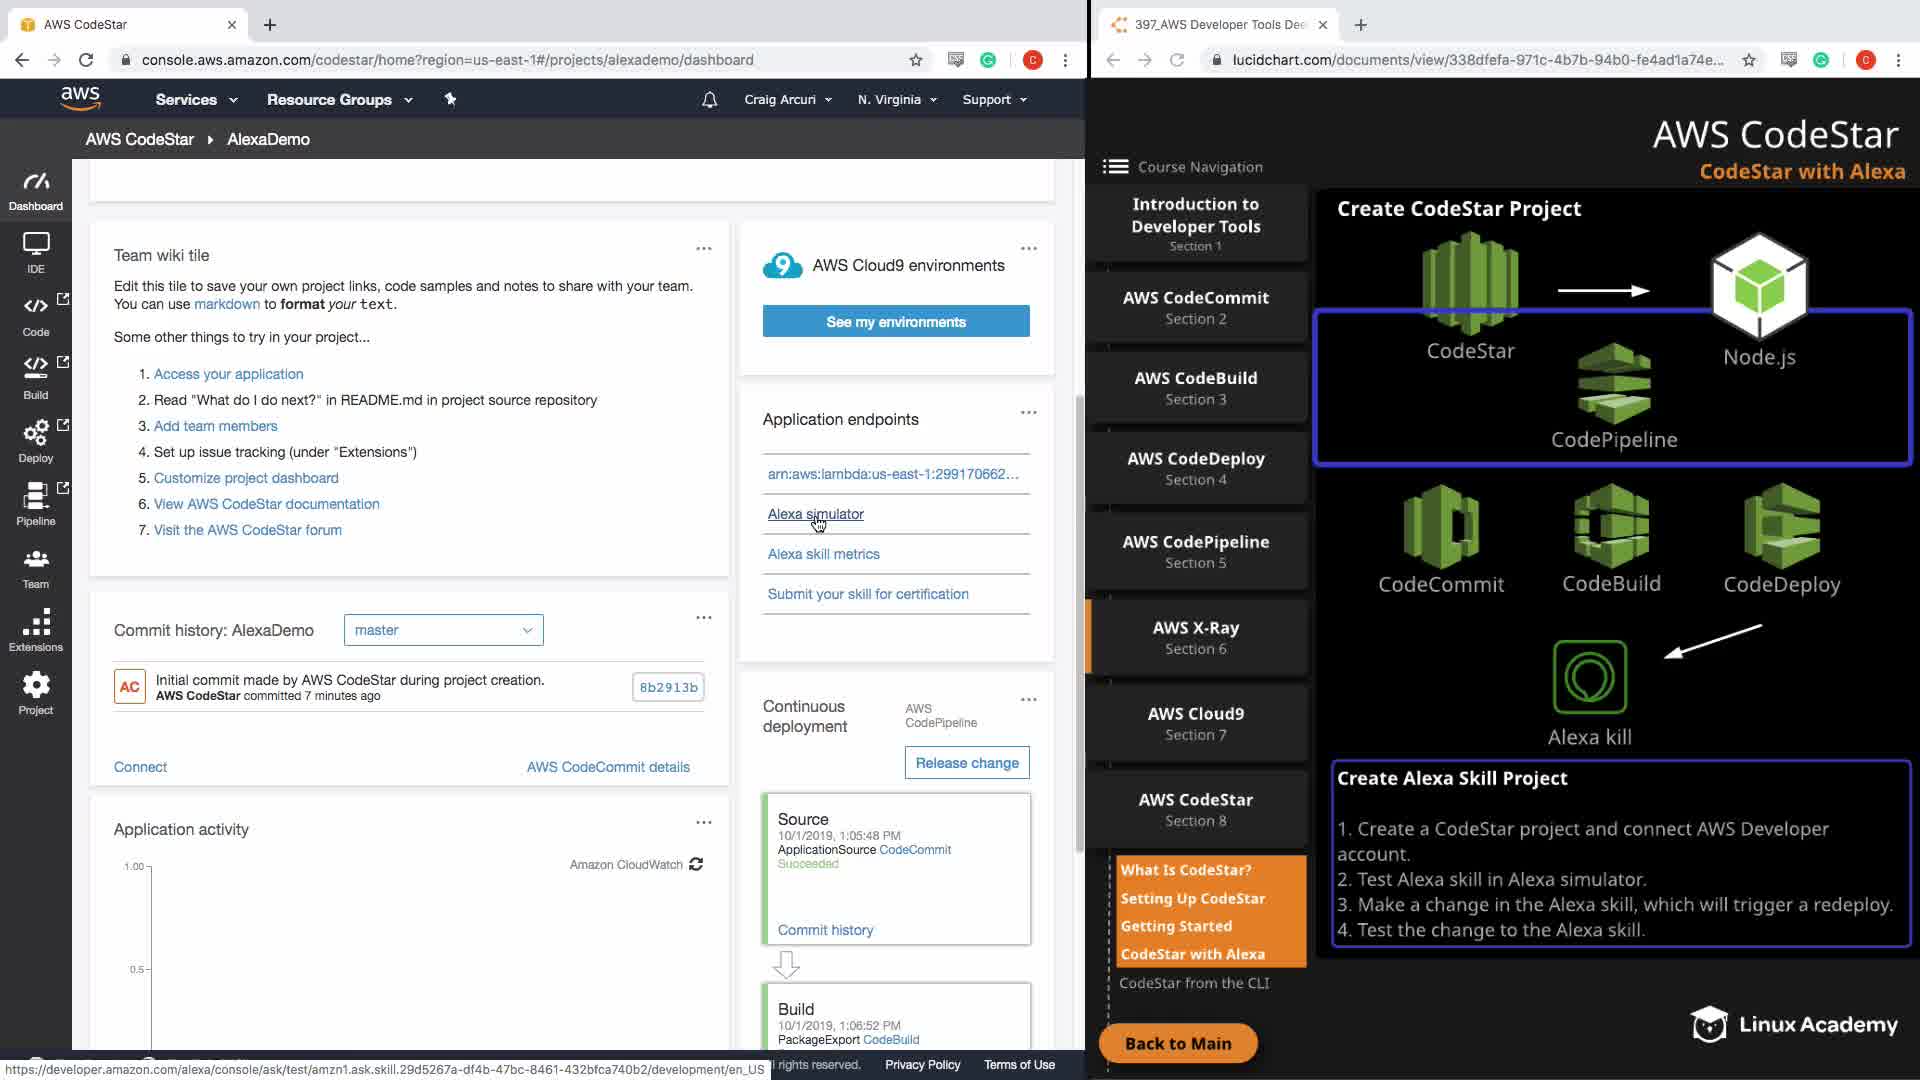 AWS CodeStar
console.aws.amazon.com/codestar/home?region=us-east-1#/projects/alexademo/dashboard
aws
Services
Resource Groups
Craig Arcuri
N. Virginia
Support
AWS CodeStar
AlexaDemo
Dashboard
IDE
Code
Build
Deploy
Pipeline
Team
Extensions
Project
Team wiki tile
Edit this tile to save your own project links, code samples and notes to share with your team.
You can use markdown to format your text.
Some other things to try in your project...
1. Access your application
2. Read "What do I do next?" in README.md in project source repository
3. Add team members
4. Set up issue tracking (under "Extensions")
5. Customize project dashboard
6. View AWS CodeStar documentation
7. Visit the AWS CodeStar forum
Commit history: AlexaDemo
master
AC
Initial commit made by AWS CodeStar during project creation.
AWS CodeStar committed 7 minutes ago
8b2913b
Connect
AWS CodeCommit details
Application activity
Amazon CloudWatch
1.00
0.5
9
AWS Cloud9 environments
See my environments
Application endpoints
arn:aws:lambda:us-east-1:299170662...
Alexa simulator
Alexa skill metrics
Submit your skill for certification
Continuous
deployment
AWS
CodePipeline
Release change
Source
10/1/2019, 1:05:48 PM
ApplicationSource CodeCommit
Succeeded
Commit history
Build
10/1/2019, 1:06:52 PM
PackageExport CodeBuild
rights reserved.
Privacy Policy
Terms of Use
https://developer.amazon.com/alexa/console/ask/test/amzn1.ask.skill.29d5267a-df4b-47bc-8461-432bfca740b2/development/en_US
397_AWS Developer Tools Dee
lucidchart.com/documents/view/338dfefa-971c-4b7b-94b0-fe4ad1a74e...
C
C
AWS CodeStar
CodeStar with Alexa
Course Navigation
Introduction to
Developer Tools
Section 1
AWS CodeCommit
Section 2
AWS CodeBuild
Section 3
AWS CodeDeploy
Section 4
AWS CodePipeline
Section 5
AWS X-Ray
Section 6
AWS Cloud9
Section 7
AWS CodeStar
Section 8
What Is CodeStar?
Setting Up CodeStar
Getting Started
CodeStar with Alexa
CodeStar from the CLI
Back to Main
Create CodeStar Project
CodeStar
Node.js
CodePipeline
CodeCommit
CodeBuild
CodeDeploy
Alexa kill
Create Alexa Skill Project
1. Create a CodeStar project and connect AWS Developer
account.
2. Test Alexa skill in Alexa simulator.
3. Make a change in the Alexa skill, which will trigger a redeploy.
4. Test the change to the Alexa skill.
Linux Academy